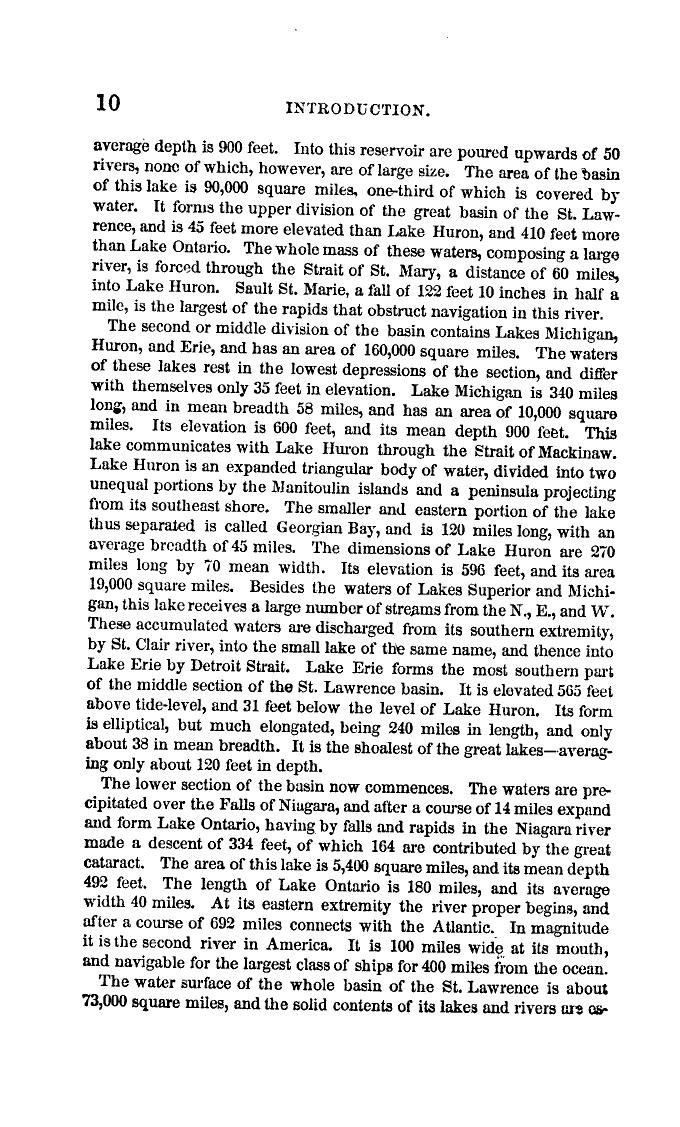 10 INTRODUCTION.
average depth is 900 feet. Into this reservoir are poured upwards of 50
rivers, none of which, however, are of large size. The area of the basin
of this lake is 90,000 square miles, one-third of which is covered by
water. It forms the upper division of the great basin of the St. Law-
rence, and is 45 feet more elevated than Lake Huron, and 410 feet more
than Lake Ontario. The whole mass of these waters, composing a large
river, is forced through the Strait of St. Mary, a distance of 60 miles,
into Lake Huron. Sault St. Marie, a fall of 122 feet 10 inches in half a
mile, is the largest of the rapids that obstruct navigation in this river.
The second or middle division of the basin contains Lakes Michigan,
Huron, and Erie, and has an area of 160,000 square miles. The waters
of these lakes rest in the lowest depressions of the section, and differ
with themselves only 35 feet in elevation. Lake Michigan is 340 miles
long, and in mean breadth 58 miles, and has an area of 10,000 square
miles. Its elevation is 600 feet, and its mean depth 900 feet. This
lake communicates with Lake Huron through the Strait of Mackinaw.
Lake Huron is an expanded triangular body of water, divided into two
unequal portions by the Manitoulin islands and a peninsula projecting
from its southeast shore. The smaller and eastern portion of the lake
thus separated is called Georgian Bay, and is 120 miles long, with an
average breadth of 45 miles. The dimensions of Lake Huron are 270
miles long by 70 mean width. Its elevation is 596 feet, and its area
19,000 square miles. Besides the waters of Lakes Superior and Michi-
gan, this lake receives a large number of streams from the N., E., and W.
These accumulated waters are discharged from its southern extremity,
by St. Clair river, into the small lake of the same name, and thence into
Lake Erie by Detroit Strait. Lake Erie forms the most southern part
of the middle section of the St. Lawrence basin. It is elevated 565 feet
above tide-level, and 31 feet below the level of Lake Huron. Its form
is elliptical, but much elongated, being 240 miles in length, and only
about 38 in mean breadth. It is the shoalest of the great lakes—averag-
ing only about 120 feet in depth.
The lower section of the basin now commences. The waters are pre-
cipitated over the Falls of Niagara, and after a course of 14 miles expand
and form Lake Ontario, having by falls and rapids in the Niagara river
made a descent of 334 feet, of which 164 are contributed by the great
cataract. The area of this lake is 5,400 square miles, and its mean depth
492 feet. The length of Lake Ontario is 180 miles, and its average
width 40 miles. At its eastern extremity the river proper begins, and
after a course of 692 miles connects with the Atlantic. In magnitude
it is the second river in America. It is 100 miles wide at its mouth,
and navigable for the largest class of ships for 400 miles from the ocean.
The water surface of the whole basin of the St. Lawrence is about
73,000 square miles, and the solid contents of its lakes and rivers are es-